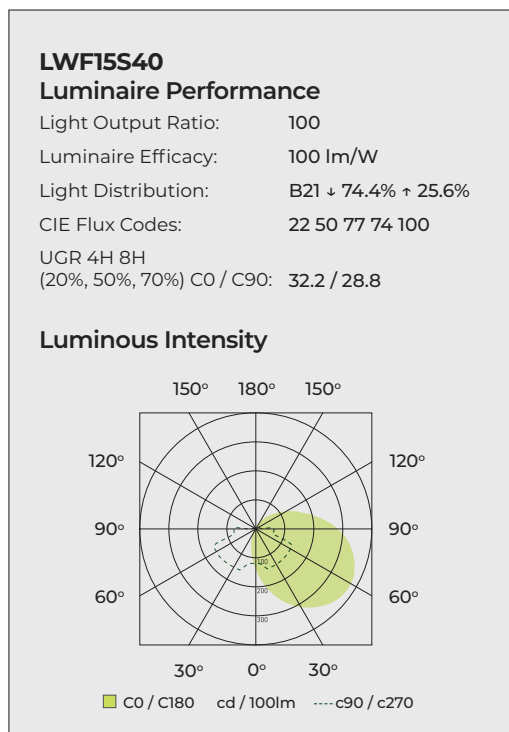 LWF15S40
Luminaire Performance
Light Output Ratio: 100
Luminaire Efficacy: 100 lm/W
Light Distribution: B21 ↓ 74.4% ↑ 25.6%
CIE Flux Codes: 22 50 77 74 100
UGR 4H 8H
(20%, 50%, 70%) C0 / C90: 32.2 / 28.8
Luminous Intensity
150° 180° 150°
120° 120°
90° 90°
100
60° 60°
200
300
30° 0° 30°
C0 / C180 cd / 100lm c90 / c270